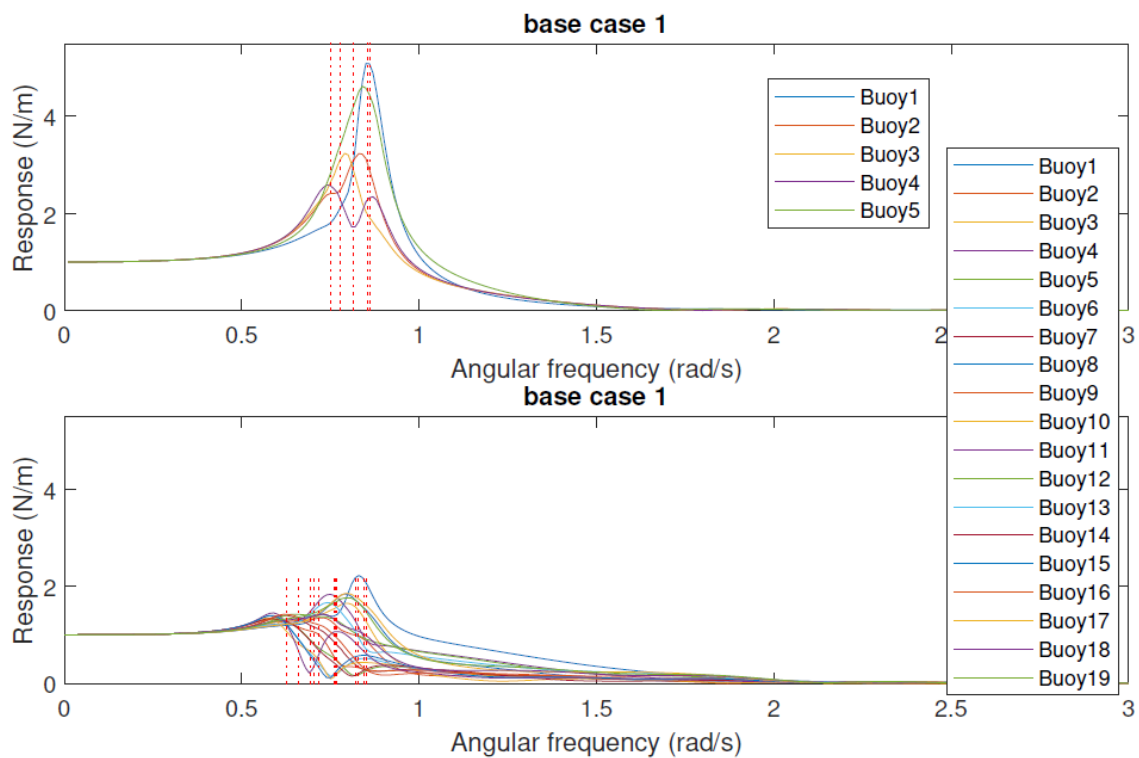 base case 1
Response (N/m)
4
2
0
0
0.5
1
1.5
2
2.5
3
Angular frequency (rad/s)
Buoy1
Buoy2
Buoy3
Buoy4
Buoy5
base case 1
Response (N/m)
4
2
0
0
0.5
1
1.5
2
2.5
3
Angular frequency (rad/s)
Buoy1
Buoy2
Buoy3
Buoy4
Buoy5
Buoy6
Buoy7
Buoy8
Buoy9
Buoy10
Buoy11
Buoy12
Buoy13
Buoy14
Buoy15
Buoy16
Buoy17
Buoy18
Buoy19